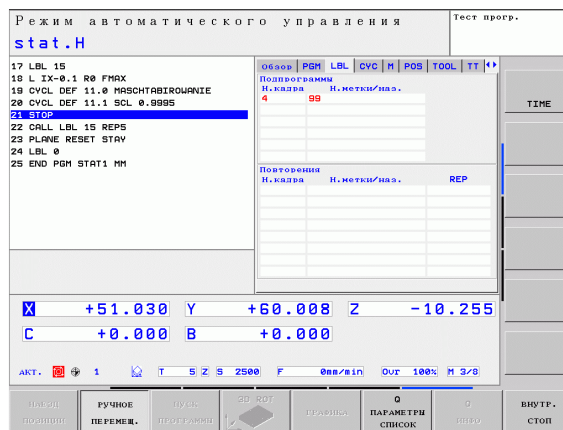 Режим автоматического управления
Тест прогр.
stat.H
17 LBL 15
18 L IX-0.1 R0 FMAX
19 CYCL DEF 11.0 MASCHTABIROWANIE
20 CYCL DEF 11.1 SCL 0.9995
21 STOP
22 CALL LBL 15 REP5
23 PLANE RESET STAY
24 LBL 0
25 END PGM STAT1 MM
Обзор PGM LBL CYC M POS TOOL TT
Подпрограммы
Н.кадра Н.метки/наз.
4 99
Повторения
Н.кадра Н.метки/наз. REP
TIME
X +51.030 Y +60.008 Z -10.255
C +0.000 B +0.000
АКТ. 1 T 5 Z S 2500 F 0mm/min Ovr 100% M 3/8
РУЧНОЕ
ПЕРЕМЕЩ.
3D ROT
ГРАФИКА
Q
ПАРАМЕТРЫ
СПИСОК
Q
ИНФО
ВНУТР.
СТОП